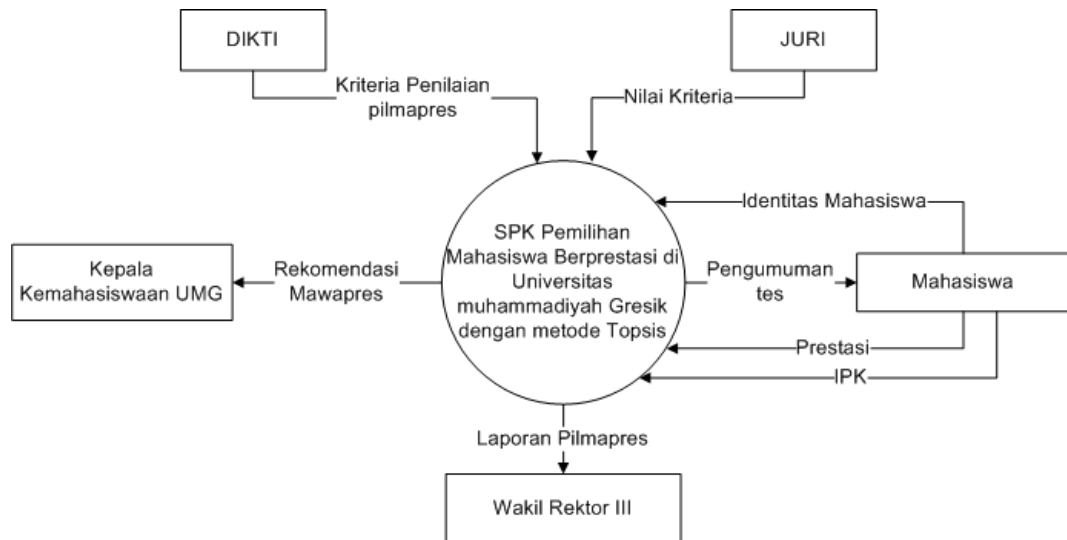 DIKTI
JURI
Kriteria Penilaian
pilmapres
Nilai Kriteria
Identitas Mahasiswa
SPK Pemilihan
Mahasiswa Berprestasi di
Universitas
muhammadiyah Gresik
dengan metode Topsis
Kepala
Kemahasiswaan UMG
Rekomendasi
Mawapres
Pengumuman
tes
Mahasiswa
Prestasi
IPK
Laporan Pilmapres
Wakil Rektor III